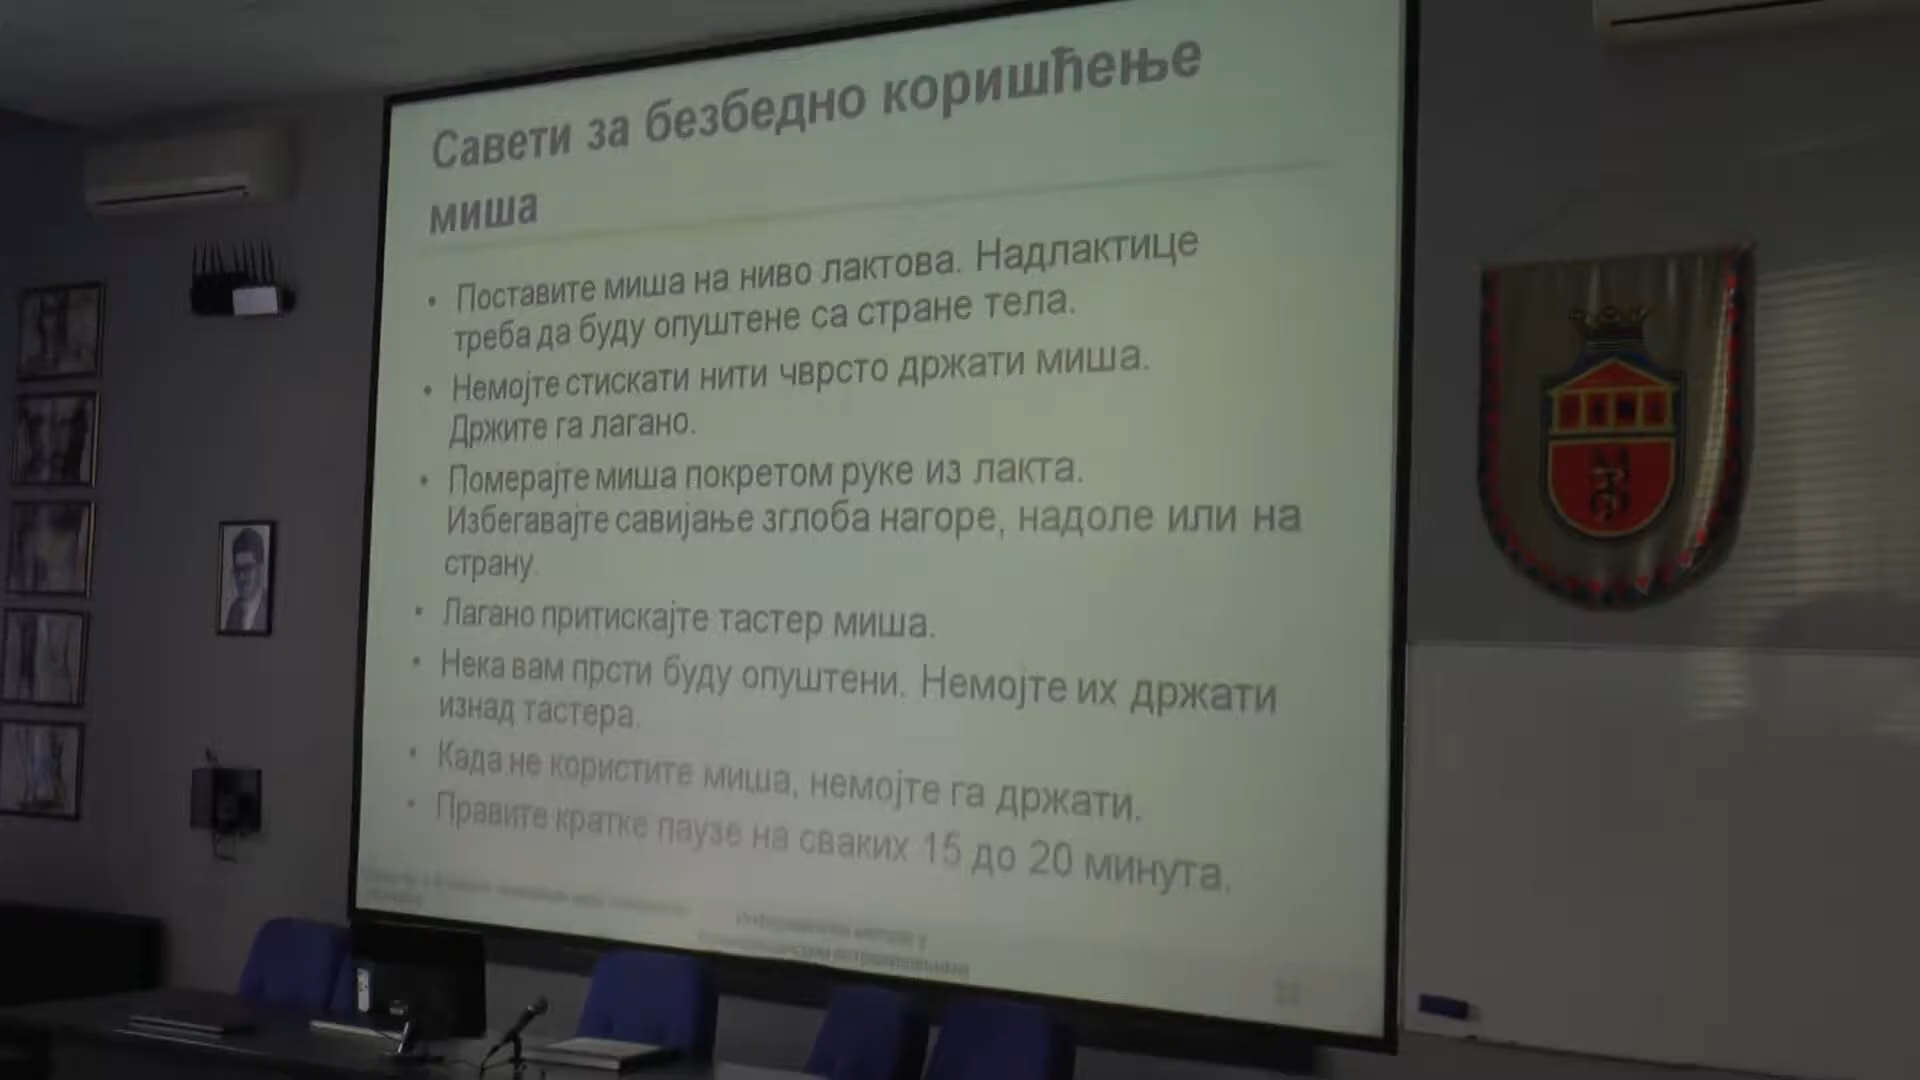 Савети за безбедно коришћење
миша
• Поставите миша на ниво лактова. Надлактице
треба да буду опуштене са стране тела.
• Немојте стискати нити чврсто држати миша.
Држите га лагано.
• Померајте миша покретом руке из лакта.
Избегавајте савијање зглоба нагоре, надоле или на
страну.
• Лагано притискајте тастер миша.
• Нека вам прсти буду опуштени. Немојте их држати
изнад тастера.
• Када не користите миша, немојте га држати.
• Правите кратке паузе на сваких 15 до 20 минута.